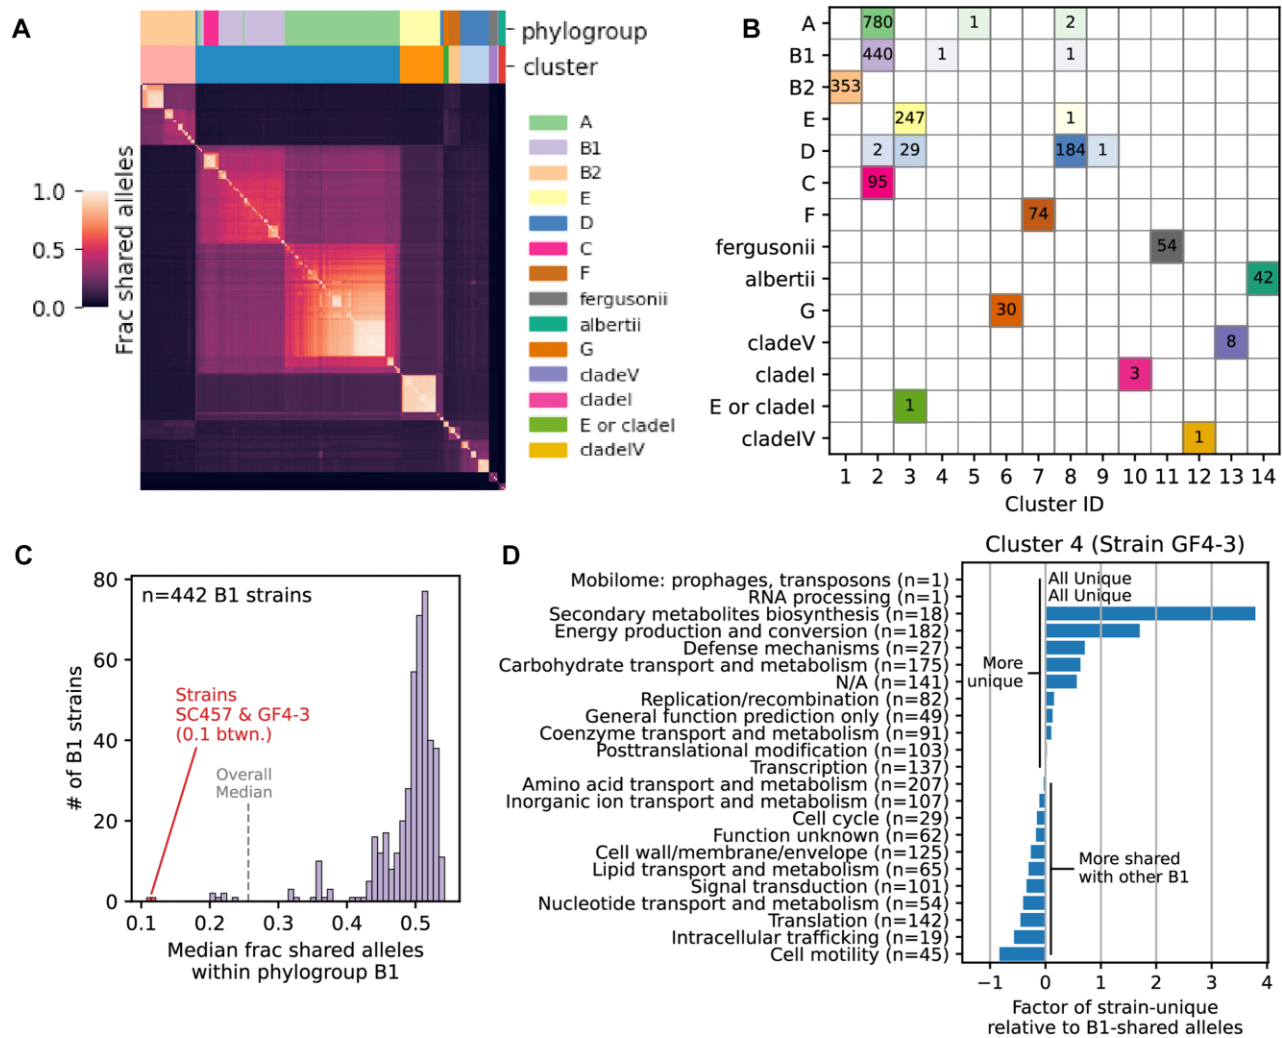 A
phylogroup
cluster
Frac shared alleles
1.0
0.5
0.0
A
B1
B2
E
D
C
F
fergusonii
albertii
G
cladeV
cladeI
E or cladeI
cladeIV
B
A 780 1 2
B1 440 1 1
B2 353
E 247 1
D 2 29 184 1
C 95
F 74
fergusonii 54
albertii 42
G 30
cladeV 8
cladeI 3
E or cladeI 1
cladeIV 1
1 2 3 4 5 6 7 8 9 10 11 12 13 14
Cluster ID
C
n=442 B1 strains
# of B1 strains
80
60
40
20
0
Strains
SC457 & GF4-3
(0.1 btwn.)
Overall
Median
0.1 0.2 0.3 0.4 0.5
Median frac shared alleles
within phylogroup B1
D
Cluster 4 (Strain GF4-3)
Mobilome: prophages, transposons (n=1)
RNA processing (n=1)
Secondary metabolites biosynthesis (n=18)
Energy production and conversion (n=182)
Defense mechanisms (n=27)
Carbohydrate transport and metabolism (n=175)
N/A (n=141)
Replication/recombination (n=82)
General function prediction only (n=49)
Coenzyme transport and metabolism (n=91)
Posttranslational modification (n=103)
Transcription (n=137)
Amino acid transport and metabolism (n=207)
Inorganic ion transport and metabolism (n=107)
Cell cycle (n=29)
Function unknown (n=62)
Cell wall/membrane/envelope (n=125)
Lipid transport and metabolism (n=65)
Signal transduction (n=101)
Nucleotide transport and metabolism (n=54)
Translation (n=142)
Intracellular trafficking (n=19)
Cell motility (n=45)
All Unique
All Unique
More
unique
More shared
with other B1
−1 0 1 2 3 4
Factor of strain-unique
relative to B1-shared alleles